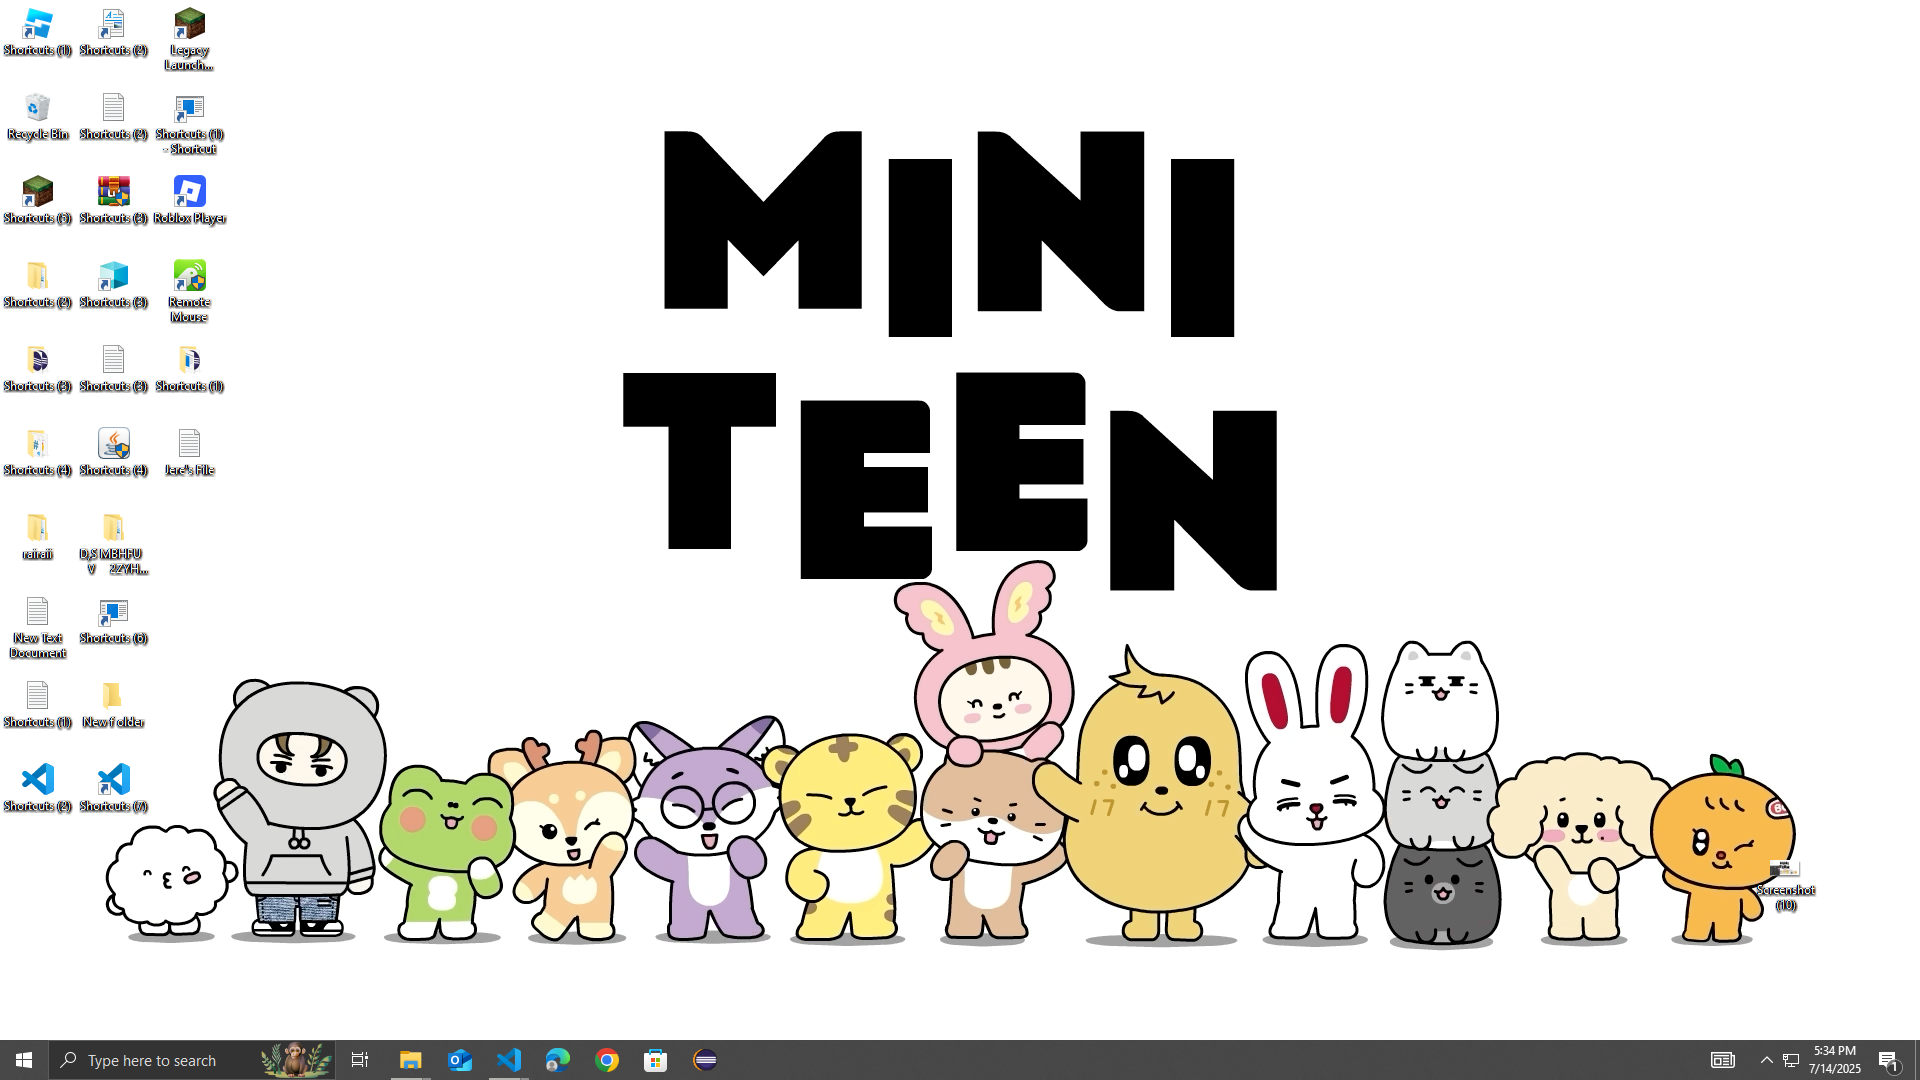 Shortcuts (1)
Shortcuts (2)
Legacy
Launch...
Recycle Bin
Shortcuts (2)
Shortcuts (1)
- Shortcut
Shortcuts (5)
Shortcuts (3)
Roblox Player
Shortcuts (2)
Shortcuts (3)
Remote
Mouse
Shortcuts (3)
Shortcuts (3)
Shortcuts (1)
Shortcuts (4)
Shortcuts (4)
Jere's File
rairaii
D,S MBHFU
V 2ZYH...
New Text
Document
Shortcuts (6)
Shortcuts (1)
New f older
Shortcuts (2)
Shortcuts (7)
MINI
TEEN
17 17
Screenshot
(10)
Type here to search
5:34 PM
7/14/2025
1